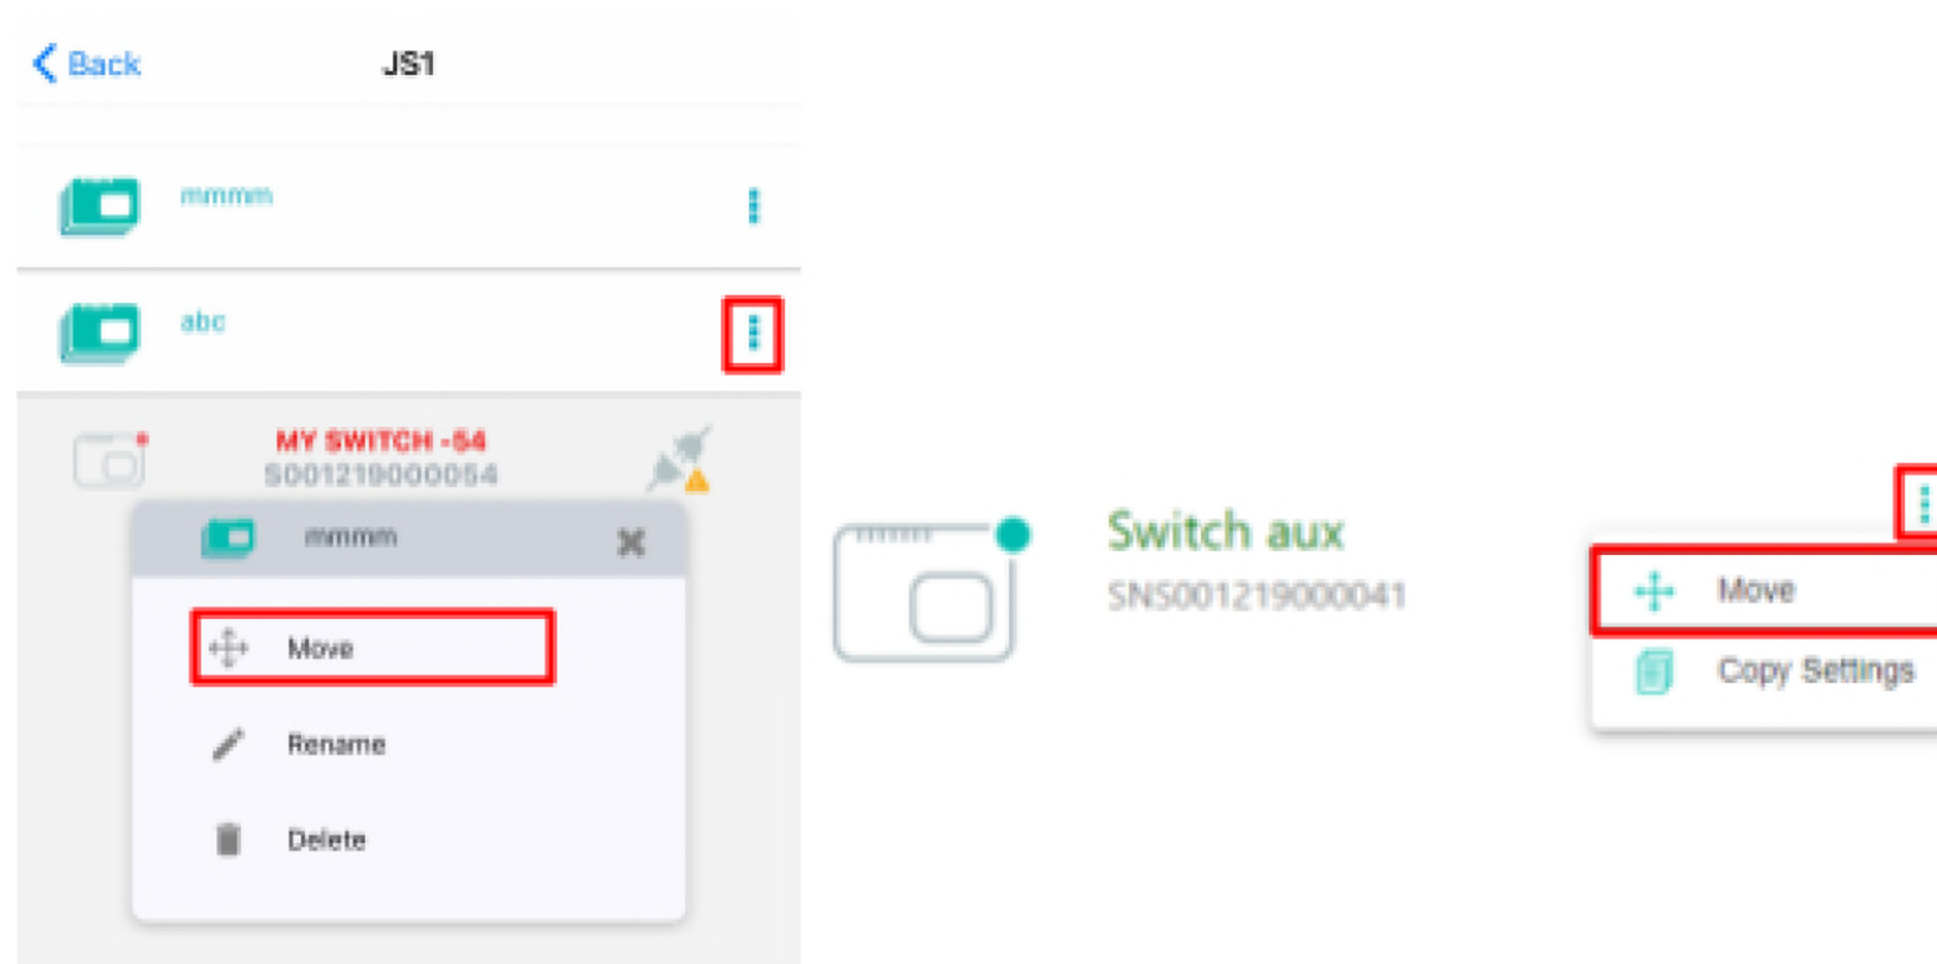 Back
JS1
mmmm
abc
MY SWITCH -54
S001219000054
mmmm
Move
Rename
Delete
Switch aux
SNS001219000041
Move
Copy Settings